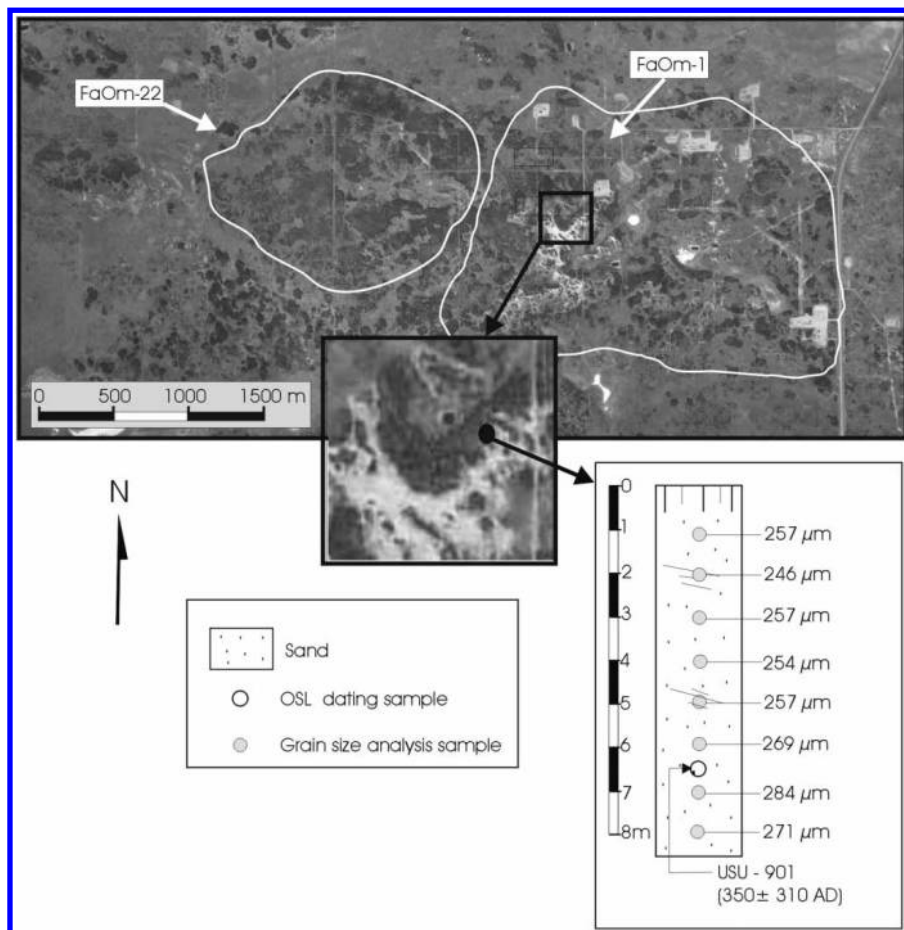 FaOm-22
FaOm-1
0 500 1000 1500 m
N
Sand
OSL dating sample
Grain size analysis sample
0
1
2
3
4
5
6
7
8m
257 µm
246 µm
257 µm
254 µm
257 µm
269 µm
284 µm
271 µm
USU - 901
(350± 310 AD)